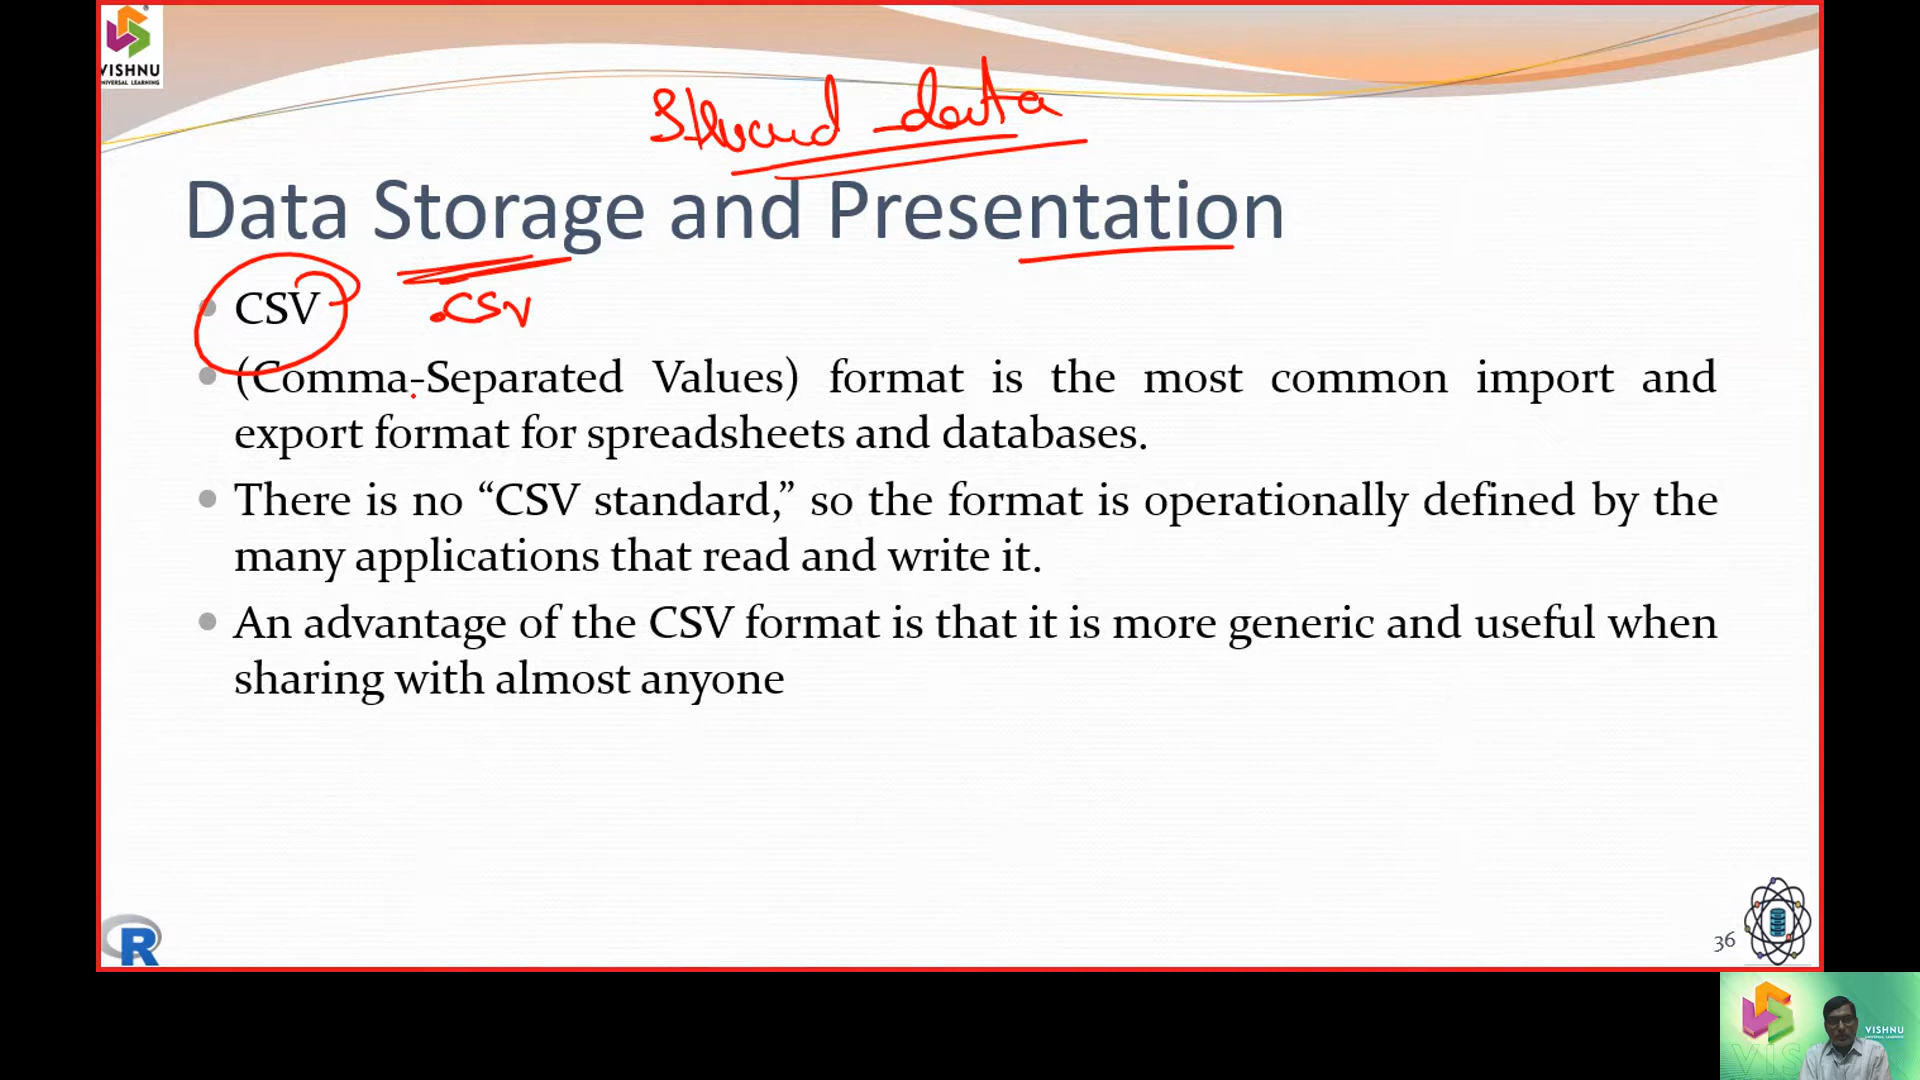 VISHNU
UNIVERSAL LEARNING
data
Data Storage and Presentation
CSV
.CSV
(Comma-Separated Values) format is the most common import and
export format for spreadsheets and databases.
There is no “CSV standard,” so the format is operationally defined by the
many applications that read and write it.
An advantage of the CSV format is that it is more generic and useful when
sharing with almost anyone
R
36
VISHNU